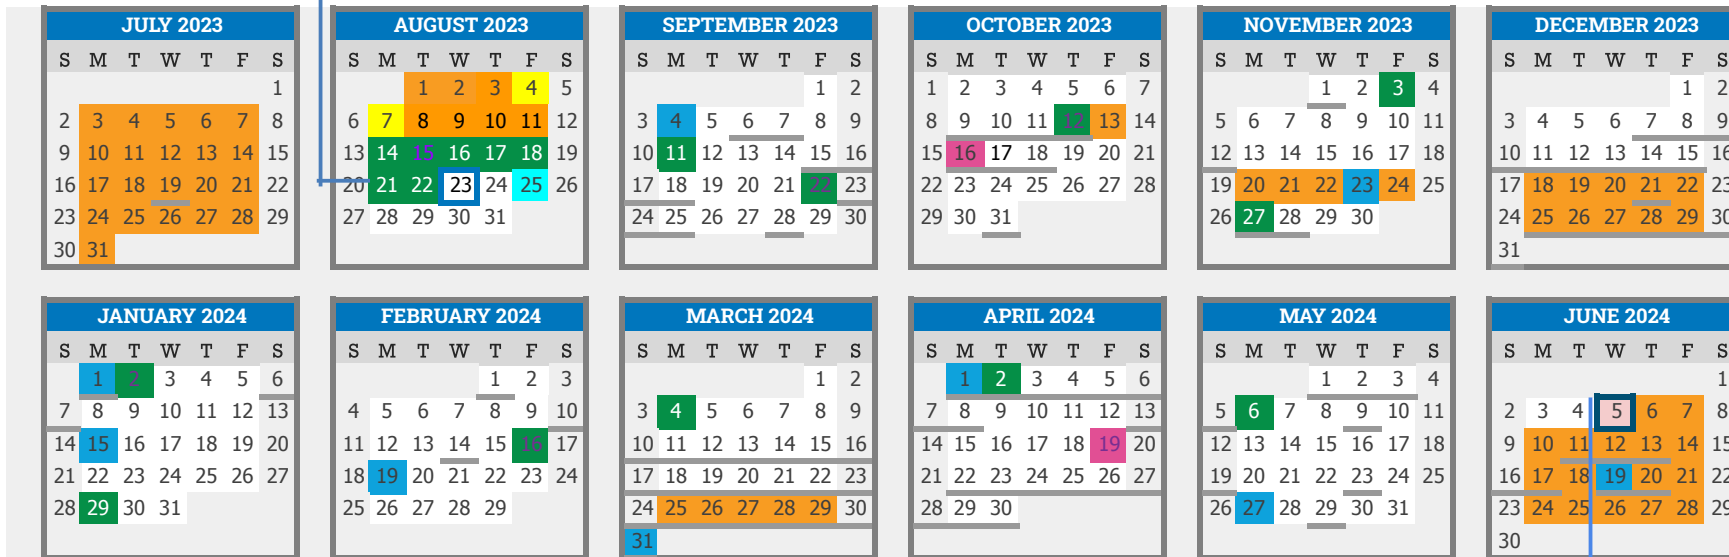 JULY 2023 AUGUST 2023 SEPTEMBER 2023 OCTOBER 2023 NOVEMBER 2023 DECEMBER 2023
S M T W T F S S M T W T F S S M T W T F S S M T W T F S S M T W T F S S M T W T F S
1 1 2 3 4 5 1 2 1 2 3 4 5 6 7 1 2 3 4 1 2
2 3 4 5 6 7 8 6 7 8 9 10 11 12 3 4 5 6 7 8 9 8 9 10 11 12 13 14 5 6 7 8 9 10 11 3 4 5 6 7 8 9
9 10 11 12 13 14 15 13 14 15 16 17 18 19 10 11 12 13 14 15 16 15 16 17 18 19 20 21 12 13 14 15 16 17 18 10 11 12 13 14 15 16
16 17 18 19 20 21 22 20 21 22 23 24 25 26 17 18 19 20 21 22 23 22 23 24 25 26 27 28 19 20 21 22 23 24 25 17 18 19 20 21 22 23
23 24 25 26 27 28 29 27 28 29 30 31 24 25 26 27 28 29 30 29 30 31 26 27 28 29 30 24 25 26 27 28 29 30
30 31 31
JANUARY 2024 FEBRUARY 2024 MARCH 2024 APRIL 2024 MAY 2024 JUNE 2024
S M T W T F S S M T W T F S S M T W T F S S M T W T F S S M T W T F S S M T W T F S
1 2 3 4 5 6 1 2 3 1 2 1 2 3 4 5 6 1 2 3 4 1
7 8 9 10 11 12 13 4 5 6 7 8 9 10 3 4 5 6 7 8 9 7 8 9 10 11 12 13 5 6 7 8 9 10 11 2 3 4 5 6 7 8
14 15 16 17 18 19 20 11 12 13 14 15 16 17 10 11 12 13 14 15 16 14 15 16 17 18 19 20 12 13 14 15 16 17 18 9 10 11 12 13 14 15
21 22 23 24 25 26 27 18 19 20 21 22 23 24 17 18 19 20 21 22 23 21 22 23 24 25 26 27 19 20 21 22 23 24 25 16 17 18 19 20 21 22
28 29 30 31 25 26 27 28 29 24 25 26 27 28 29 30 28 29 30 26 27 28 29 30 31 23 24 25 26 27 28 29
31 30